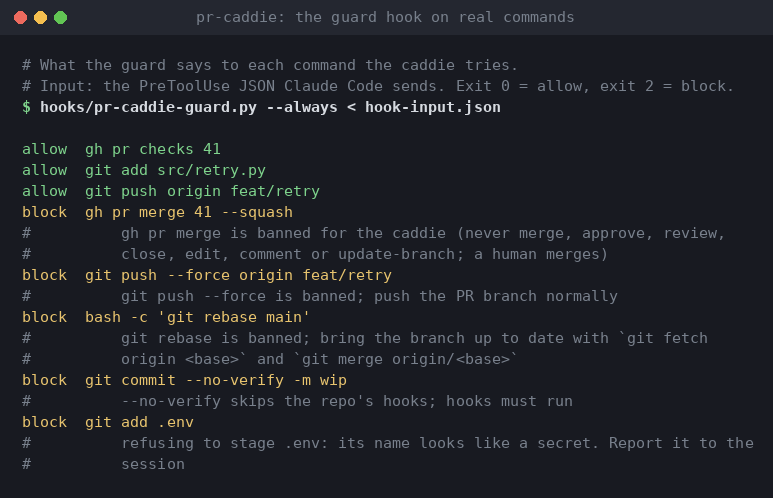 pr-caddie: the guard hook on real commands
# What the guard says to each command the caddie tries.
# Input: the PreToolUse JSON Claude Code sends. Exit 0 = allow, exit 2 = block.
$ hooks/pr-caddie-guard.py --always < hook-input.json
allow  gh pr checks 41
allow  git add src/retry.py
allow  git push origin feat/retry
block  gh pr merge 41 --squash
#          gh pr merge is banned for the caddie (never merge, approve, review,
#          close, edit, comment or update-branch; a human merges)
block  git push --force origin feat/retry
#          git push --force is banned; push the PR branch normally
block  bash -c 'git rebase main'
#          git rebase is banned; bring the branch up to date with `git fetch
#          origin <base>` and `git merge origin/<base>`
block  git commit --no-verify -m wip
#          --no-verify skips the repo's hooks; hooks must run
block  git add .env
#          refusing to stage .env: its name looks like a secret. Report it to the
#          session